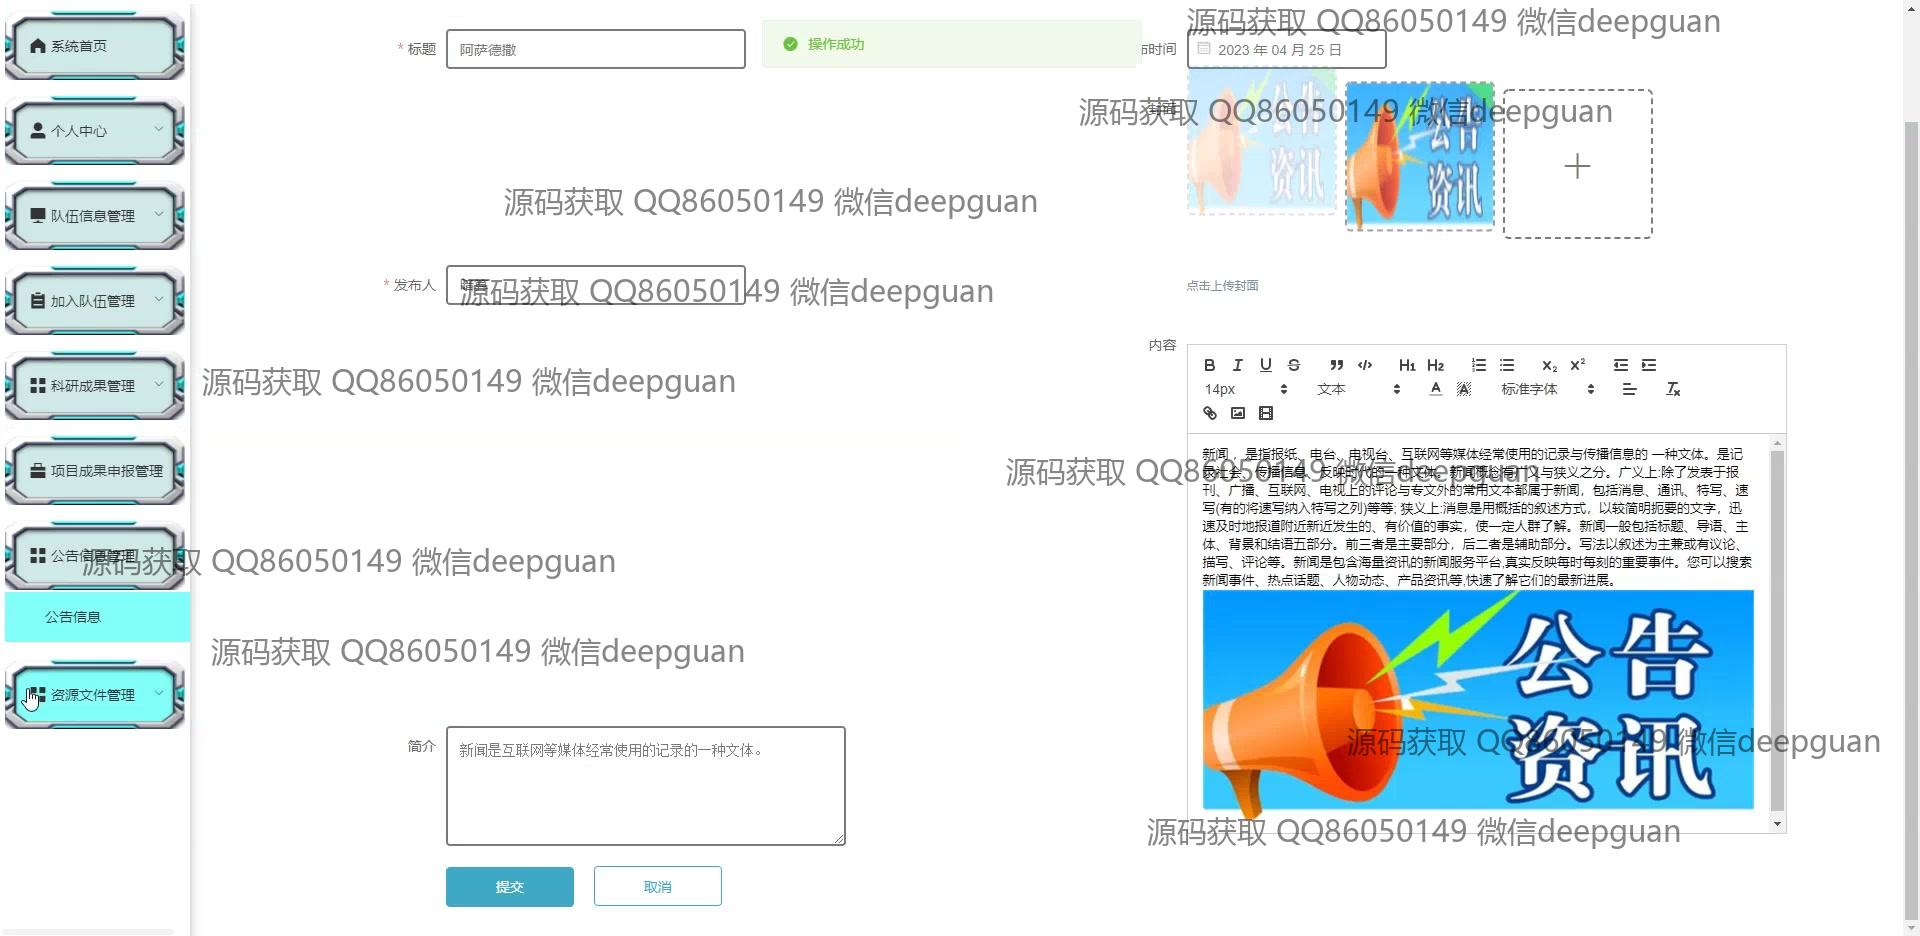 系统首页
个人中心
队伍信息管理
加入队伍管理
科研成果管理
项目成果申报管理
公告信息管理
公告信息
资源文件管理
* 标题
阿萨德撒
操作成功
布时间
2023 年 04 月 25 日
封面
公告
资讯
公告
资讯
* 发布人
点击上传封面
内容
B I U S H1 H2 X2 X2
14px 文本 标准字体
新闻，是指报纸、电台、电视台、互联网等媒体经常使用的记录与传播信息的 一种文体。是记
录社会、传播信息、反映时代的一种文体。新闻概念有广义与狭义之分。广义上:除了发表于报
刊、广播、互联网、电视上的评论与专文外的常用文本都属于新闻，包括消息、通讯、特写、速
写(有的将速写纳入特写之列)等等; 狭义上:消息是用概括的叙述方式，以较简明扼要的文字，迅
速及时地报道附近新近发生的、有价值的事实，使一定人群了解。新闻一般包括标题、导语、主
体、背景和结语五部分。前三者是主要部分，后二者是辅助部分。写法以叙述为主兼或有议论、
描写、评论等。新闻是包含海量资讯的新闻服务平台,真实反映每时每刻的重要事件。您可以搜索
新闻事件、热点话题、人物动态、产品资讯等,快速了解它们的最新进展。
公告
资讯
简介
新闻是互联网等媒体经常使用的记录的一种文体。
提交
取消
源码获取 QQ86050149 微信deepguan
源码获取 QQ86050149 微信deepguan
源码获取 QQ86050149 微信deepguan
源码获取 QQ86050149 微信deepguan
源码获取 QQ86050149 微信deepguan
源码获取 QQ86050149 微信deepguan
源码获取 QQ86050149 微信deepguan
源码获取 QQ86050149 微信deepguan
源码获取 QQ86050149 微信deepguan
源码获取 QQ86050149 微信deepguan